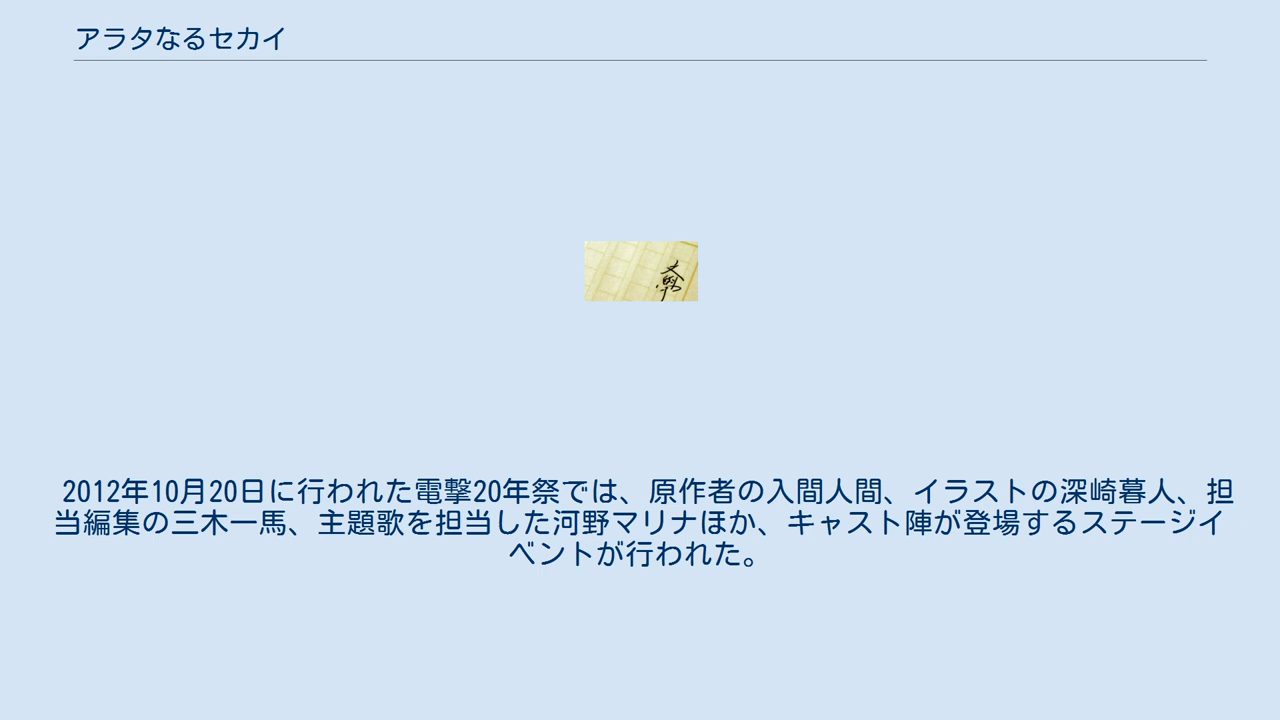 アラタなるセカイ
2012年10月20日に行われた電撃20年祭では、原作者の入間人間、イラストの深崎暮人、担
当編集の三木一馬、主題歌を担当した河野マリナほか、キャスト陣が登場するステージイ
ベントが行われた。